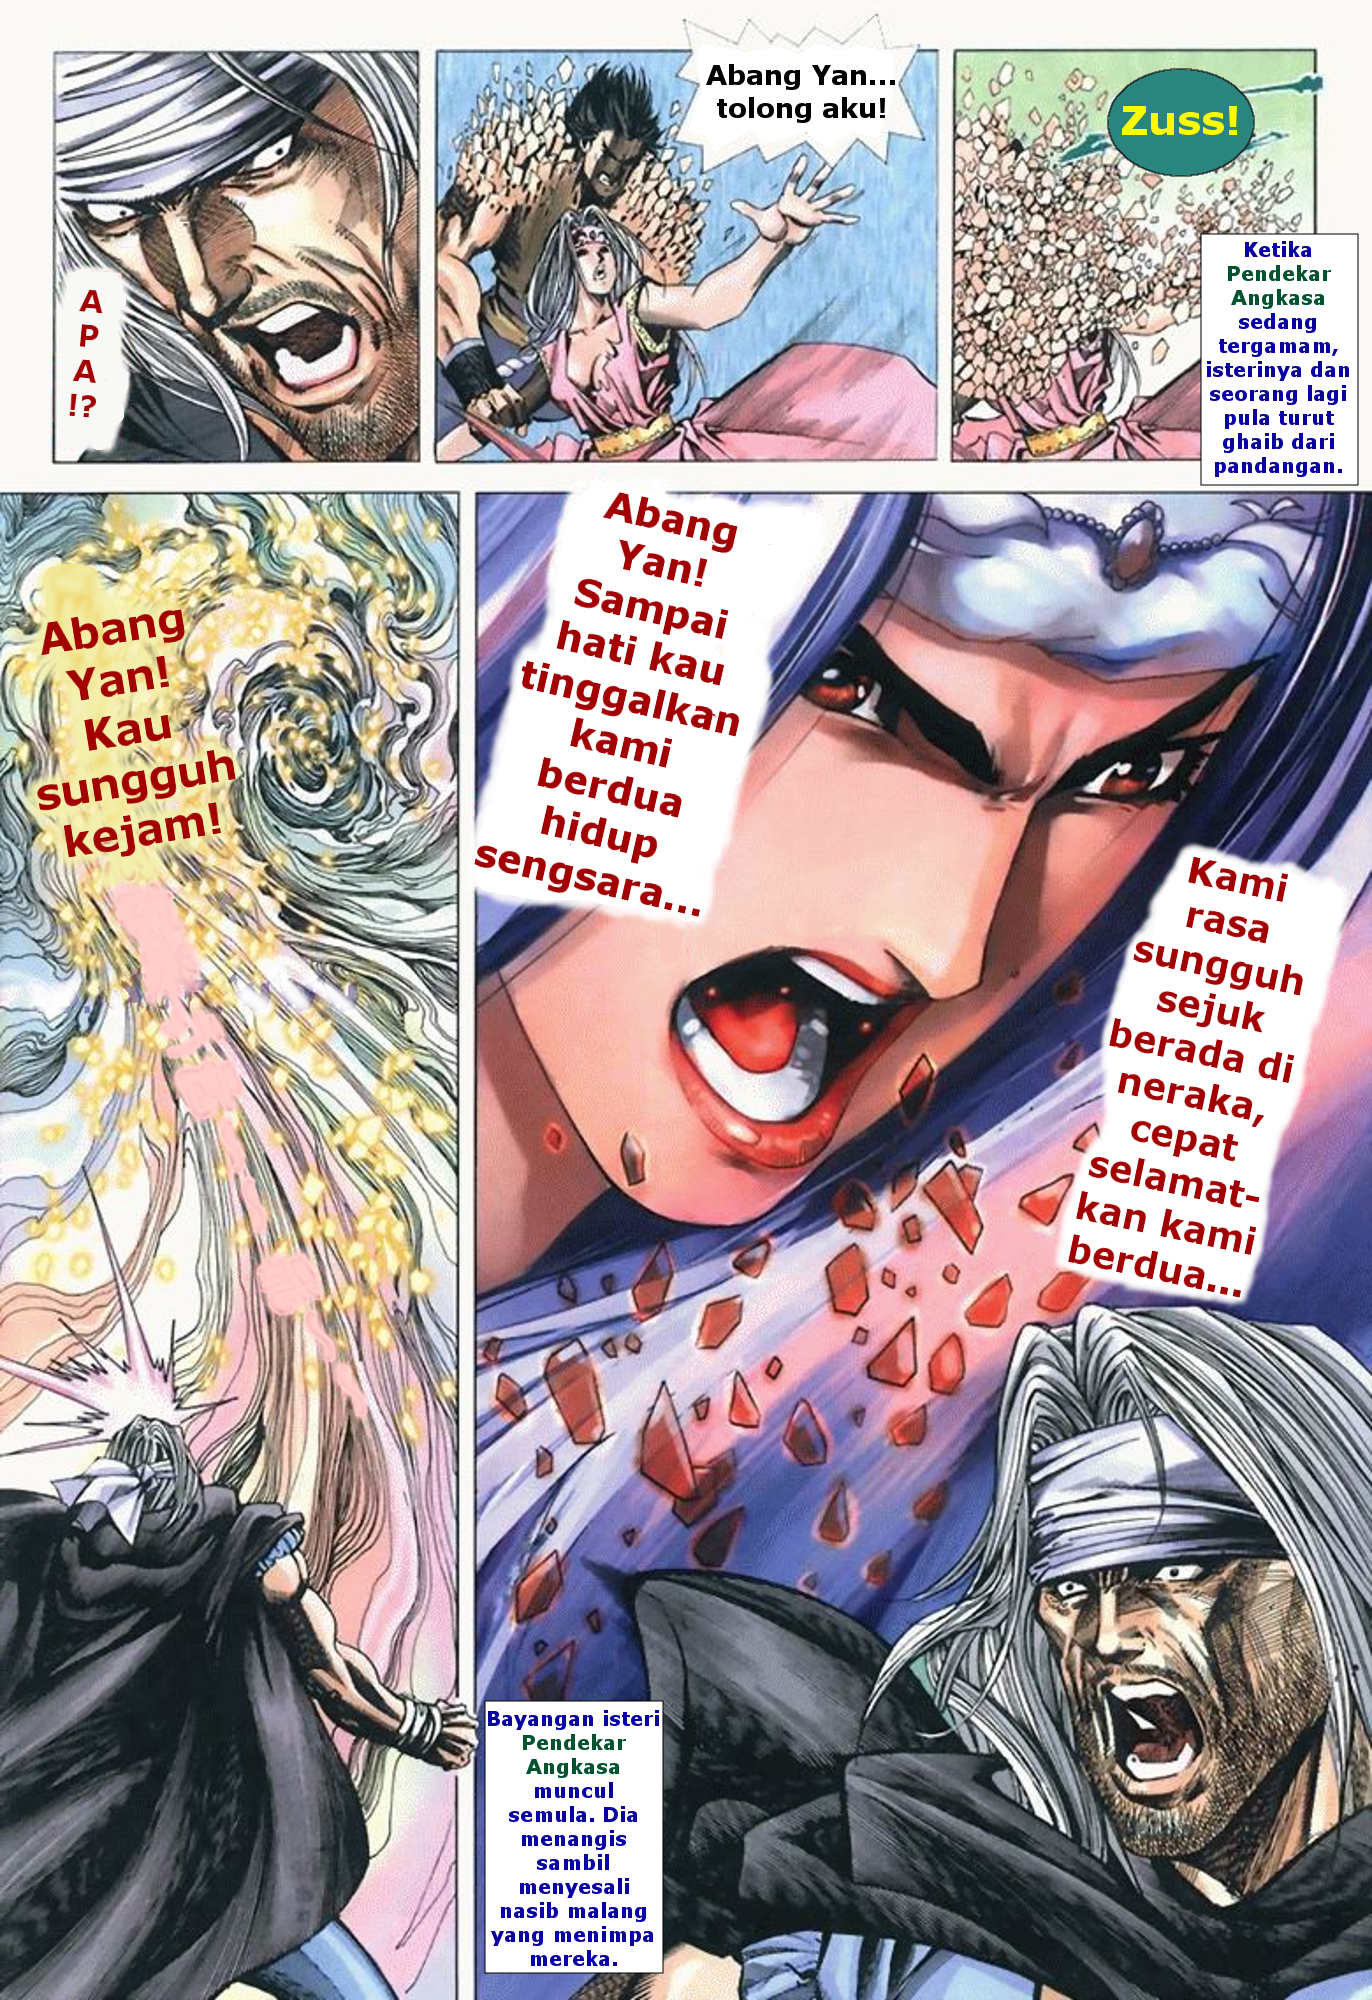 A
P
A
!?
Abang Yan...
tolong aku!
Zuss!
Ketika
Pendekar
Angkasa
sedang
tergamam,
isterinya dan
seorang lagi
pula turut
ghaib dari
pandangan.
Abang
Yan!
Kau
sungguh
kejam!
Abang
Yan!
Sampai
hati kau
tinggalkan
kami
berdua
hidup
sengsara...
Kami
rasa
sungguh
sejuk
berada di
neraka,
cepat
selamat-
kan kami
berdua...
Bayangan isteri
Pendekar
Angkasa
muncul
semula. Dia
menangis
sambil
menyesali
nasib malang
yang menimpa
mereka.